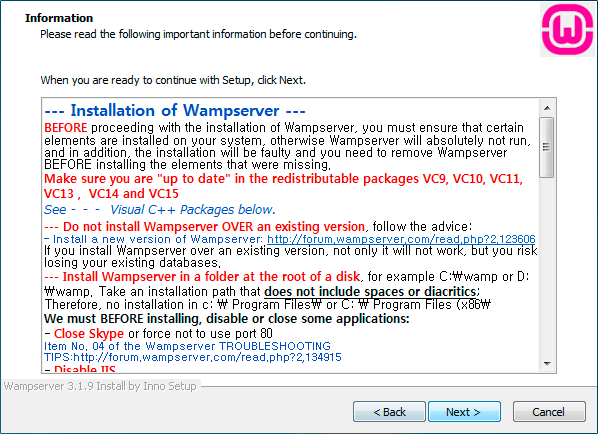 Information
Please read the following important information before continuing.
When you are ready to continue with Setup, click Next.
--- Installation of Wampserver ---
BEFORE proceeding with the installation of Wampserver, you must ensure that certain
elements are installed on your system, otherwise Wampserver will absolutely not run,
and in addition, the installation will be faulty and you need to remove Wampserver
BEFORE installing the elements that were missing.
Make sure you are "up to date" in the redistributable packages VC9, VC10, VC11,
VC13 , VC14 and VC15
See - - - Visual C++ Packages below.
--- Do not install Wampserver OVER an existing version, follow the advice:
- Install a new version of Wampserver: http://forum.wampserver.com/read.php?2,123606
If you install Wampserver over an existing version, not only it will not work, but you risk
losing your existing databases.
--- Install Wampserver in a folder at the root of a disk, for example C:₩wamp or D:
₩wamp. Take an installation path that does not include spaces or diacritics;
Therefore, no installation in c: ₩ Program Files₩ or C: ₩ Program Files (x86₩
We must BEFORE installing, disable or close some applications:
- Close Skype or force not to use port 80
Item No. 04 of the Wampserver TROUBLESHOOTING
TIPS:http://forum.wampserver.com/read.php?2,134915
- Disable IIS
Wampserver 3.1.9 Install by Inno Setup
< Back
Next >
Cancel